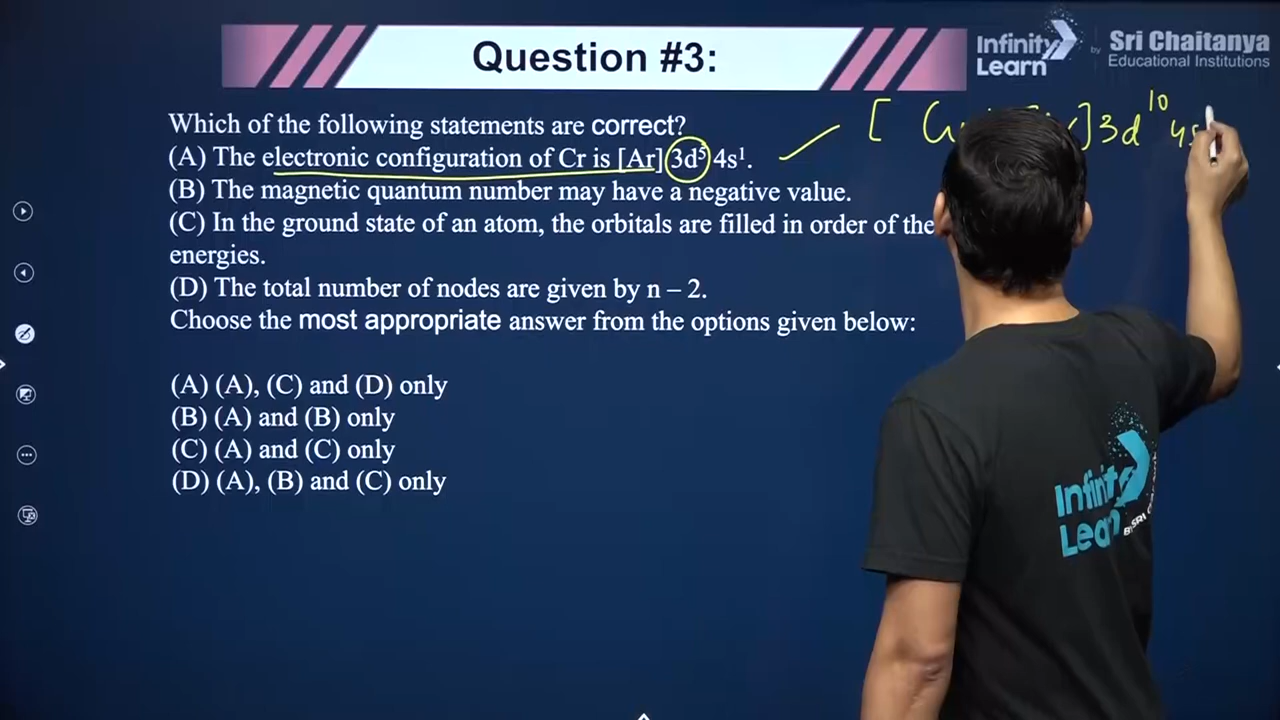 Question #3:
Infinity Learn by Sri Chaitanya Educational Institutions
Which of the following statements are correct?
(A) The electronic configuration of Cr is [Ar] 3d⁵ 4s¹.
(B) The magnetic quantum number may have a negative value.
(C) In the ground state of an atom, the orbitals are filled in order of the
energies.
(D) The total number of nodes are given by n – 2.
Choose the most appropriate answer from the options given below:
(A) (A), (C) and (D) only
(B) (A) and (B) only
(C) (A) and (C) only
(D) (A), (B) and (C) only
[ ] 3d¹⁰ 4s
Infinity
Learn